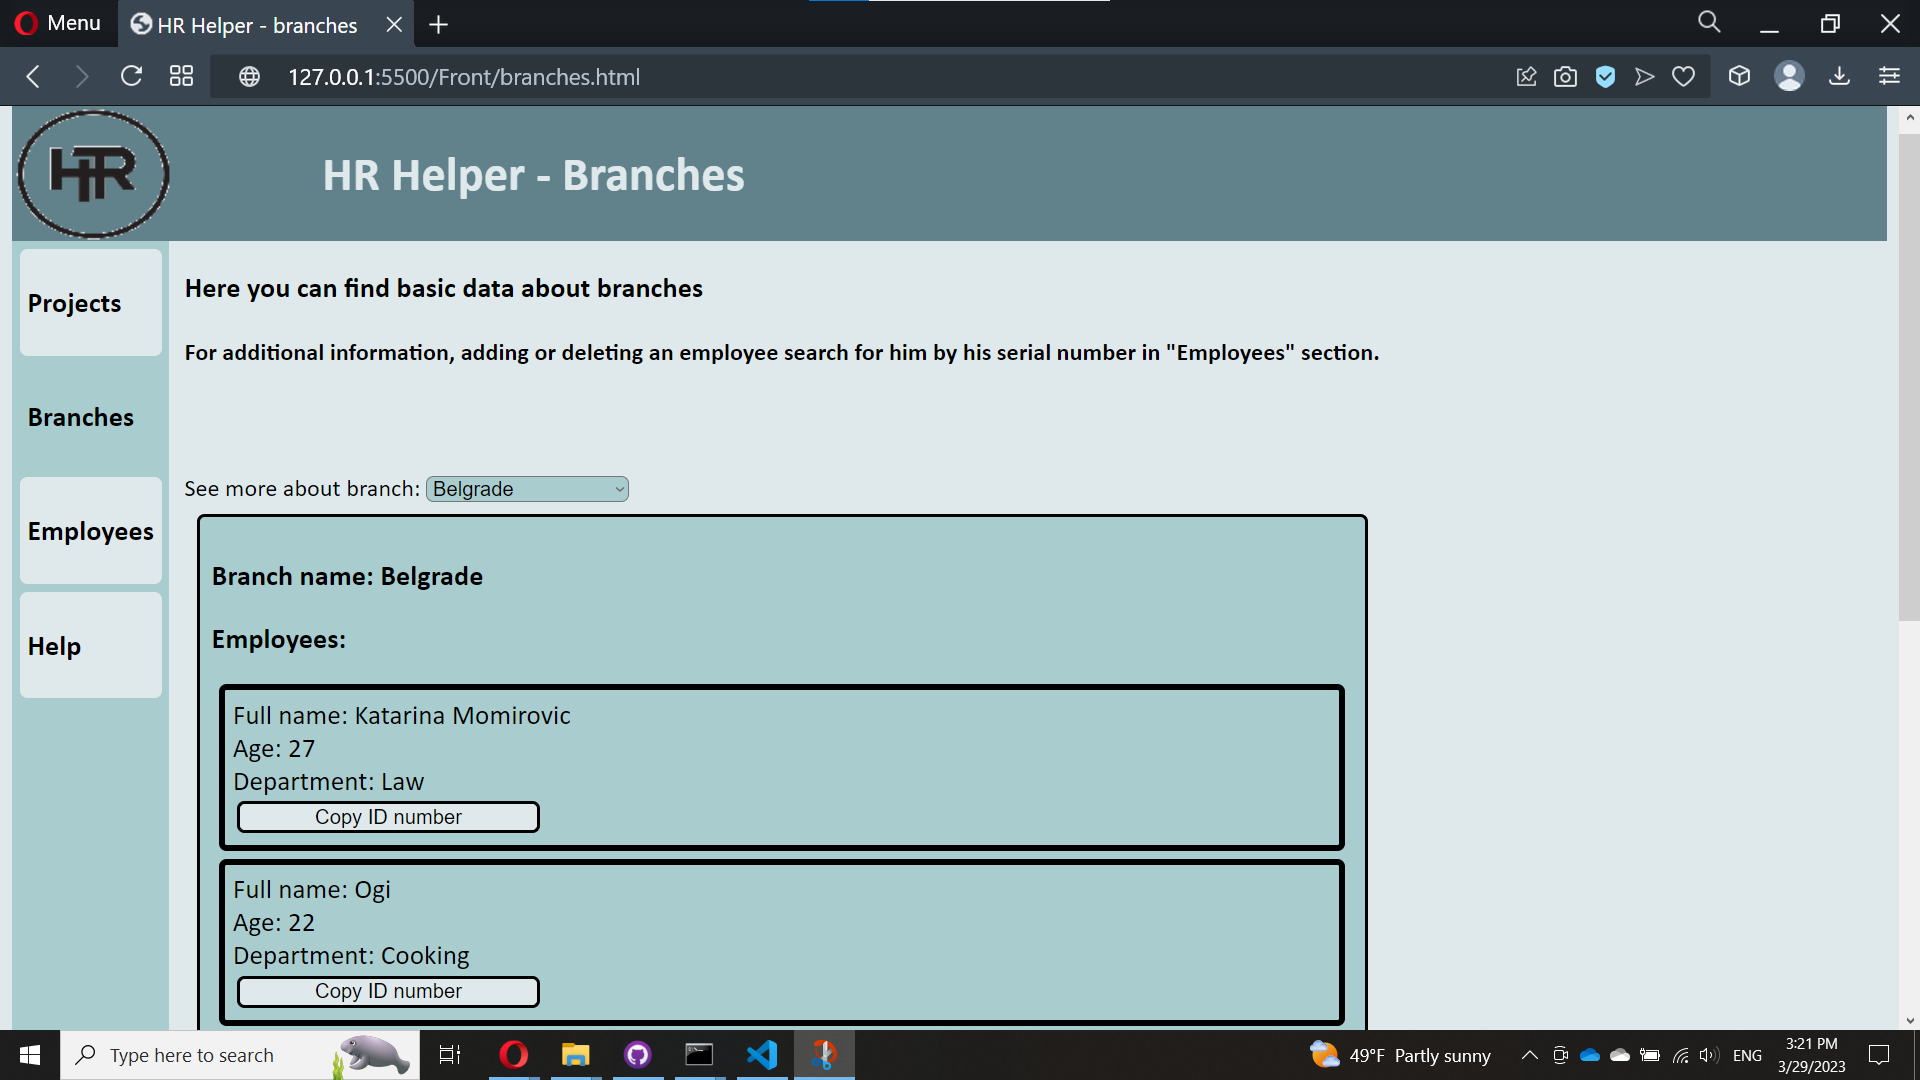 Menu
HR Helper - branches
127.0.0.1:5500/Front/branches.html
HR
HR Helper - Branches
Projects
Branches
Employees
Help
Here you can find basic data about branches
For additional information, adding or deleting an employee search for him by his serial number in "Employees" section.
See more about branch: Belgrade
Branch name: Belgrade
Employees:
Full name: Katarina Momirovic
Age: 27
Department: Law
Copy ID number
Full name: Ogi
Age: 22
Department: Cooking
Copy ID number
Type here to search
49°F Partly sunny
ENG
3:21 PM
3/29/2023